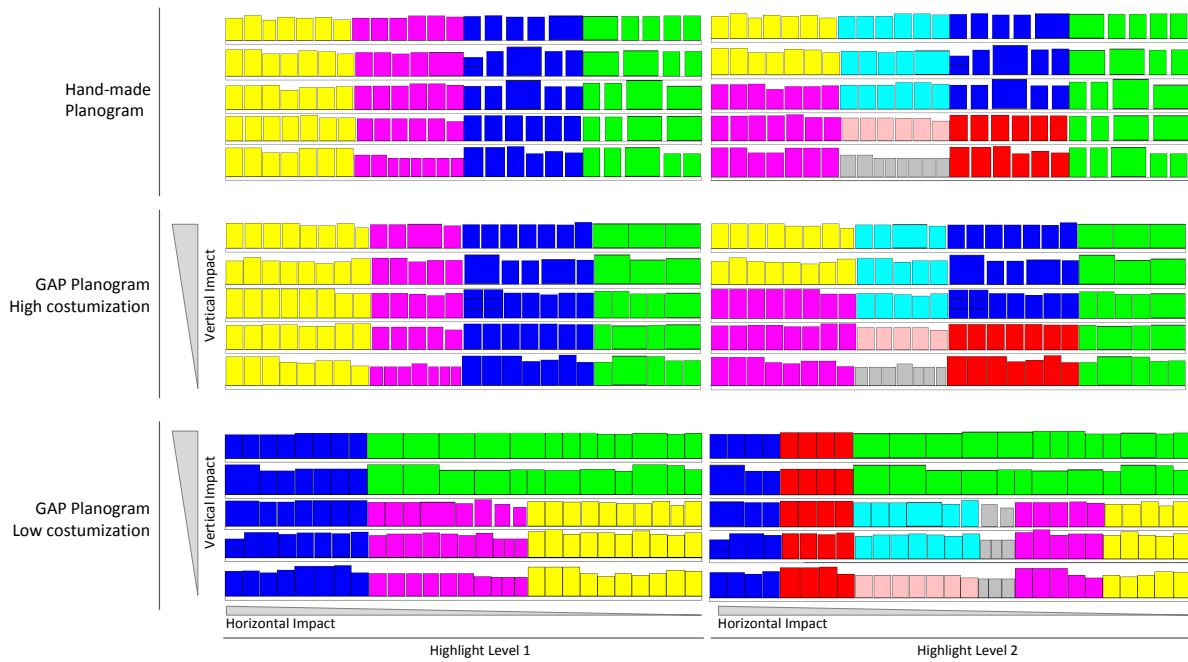 Hand-made
Planogram
GAP Planogram
High costumization
Vertical Impact
GAP Planogram
Low costumization
Vertical Impact
Horizontal Impact
Horizontal Impact
Highlight Level 1
Highlight Level 2